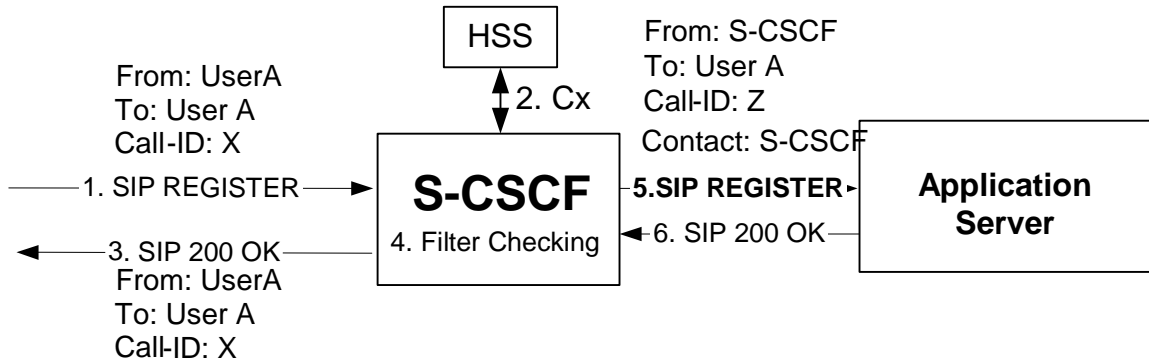 HSS
From: S-CSCF
To: User A
Call-ID: Z
Contact: S-CSCF
From: UserA
To: User A
Call-ID: X
2. Cx
1. SIP REGISTER
S-CSCF
4. Filter Checking
5.SIP REGISTER
Application
Server
3. SIP 200 OK
6. SIP 200 OK
From: UserA
To: User A
Call-ID: X